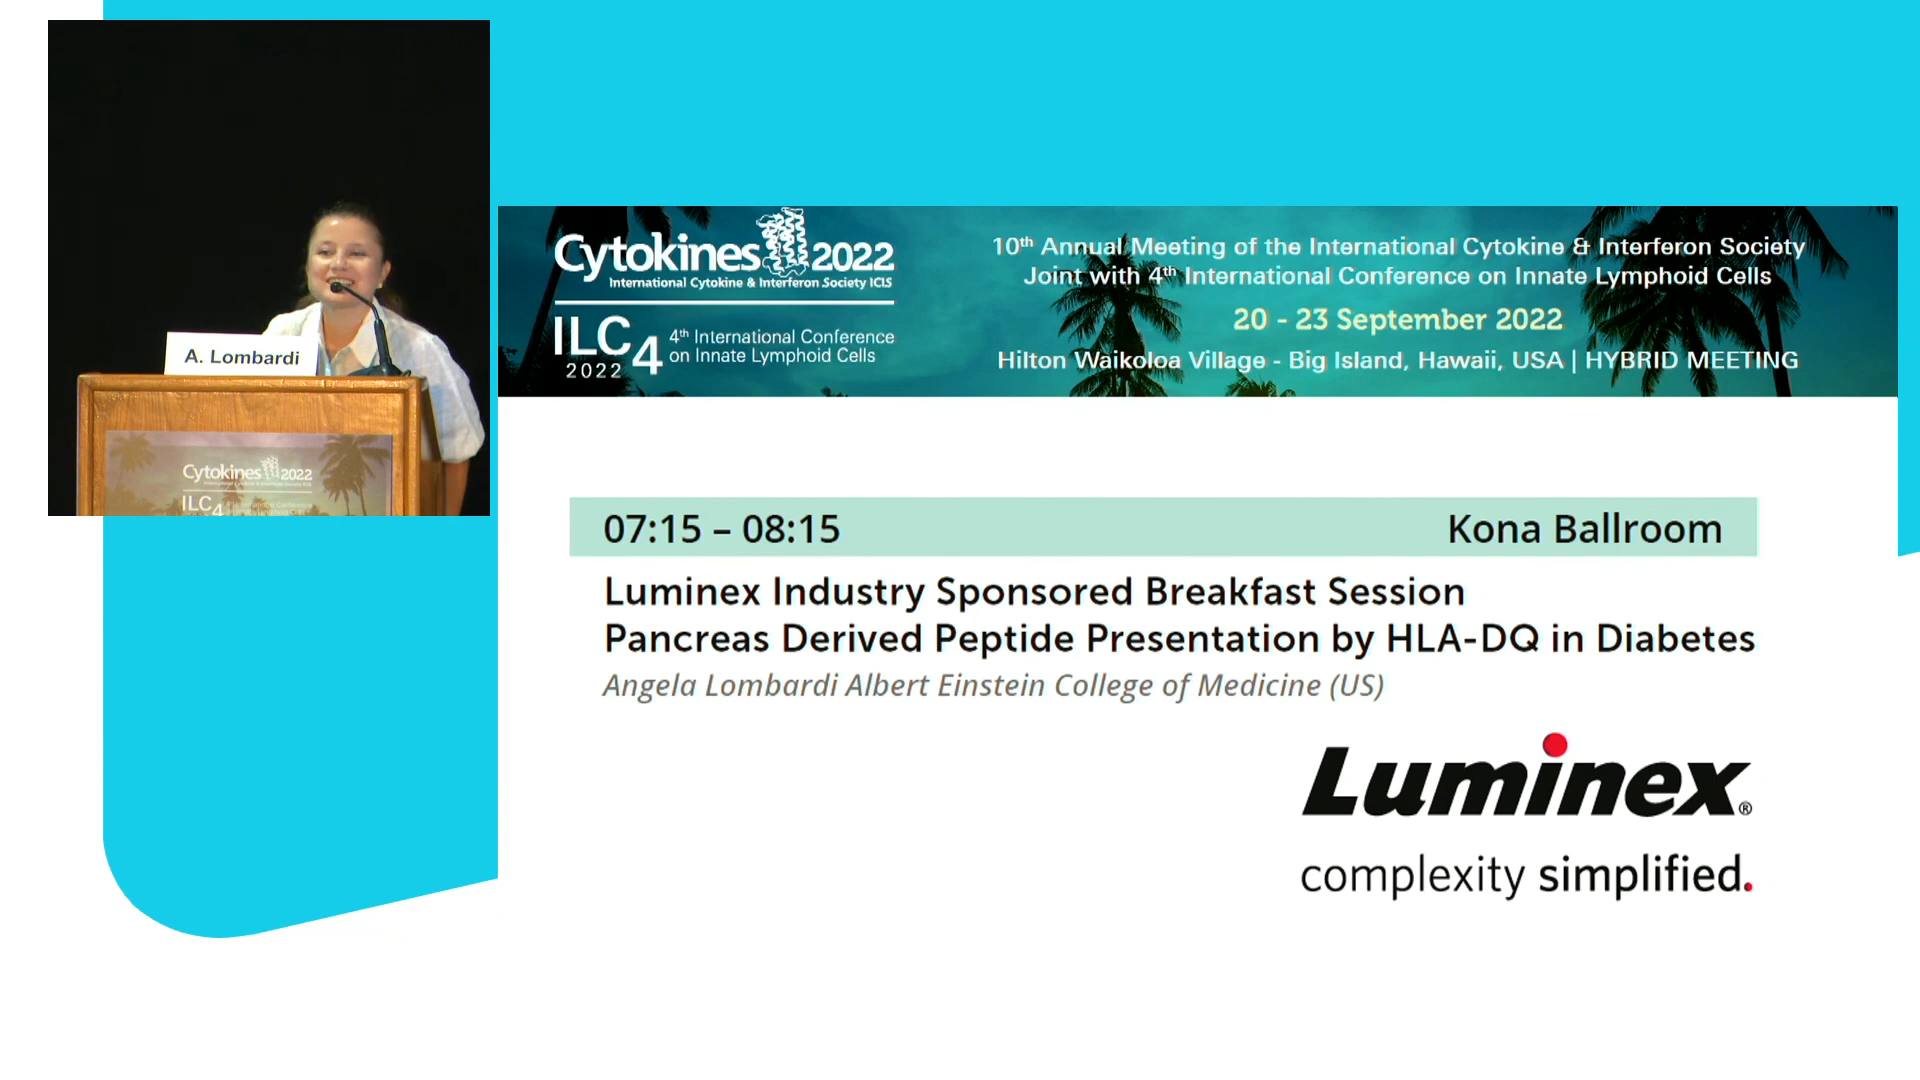 A. Lombardi
Cytokines 2022
ILC4
Cytokines 2022
International Cytokine & Interferon Society ICIS
ILC4 4th International Conference
2022 on Innate Lymphoid Cells
10th Annual Meeting of the International Cytokine & Interferon Society
Joint with 4th International Conference on Innate Lymphoid Cells
20 - 23 September 2022
Hilton Waikoloa Village - Big Island, Hawaii, USA | HYBRID MEETING
07:15 – 08:15 Kona Ballroom
Luminex Industry Sponsored Breakfast Session
Pancreas Derived Peptide Presentation by HLA-DQ in Diabetes
Angela Lombardi Albert Einstein College of Medicine (US)
Luminex®
complexity simplified.